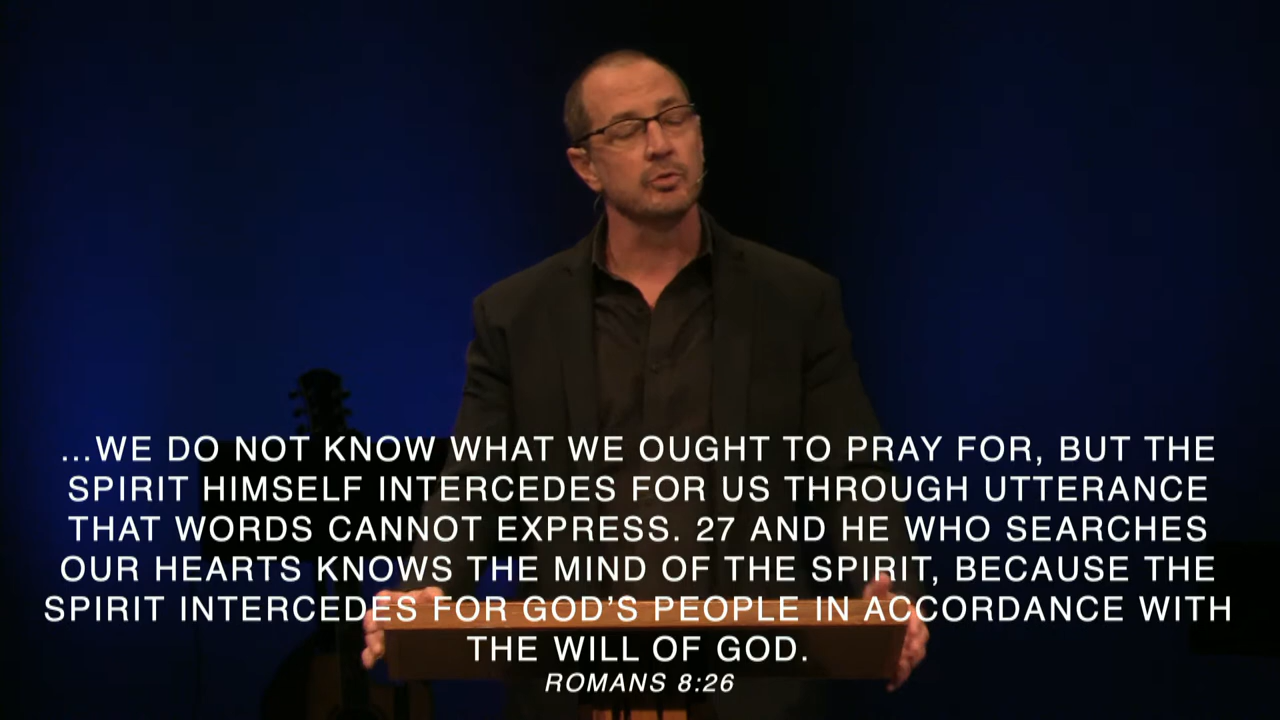 ...WE DO NOT KNOW WHAT WE OUGHT TO PRAY FOR, BUT THE
SPIRIT HIMSELF INTERCEDES FOR US THROUGH UTTERANCE
THAT WORDS CANNOT EXPRESS. 27 AND HE WHO SEARCHES
OUR HEARTS KNOWS THE MIND OF THE SPIRIT, BECAUSE THE
SPIRIT INTERCEDES FOR GOD’S PEOPLE IN ACCORDANCE WITH
THE WILL OF GOD.
ROMANS 8:26